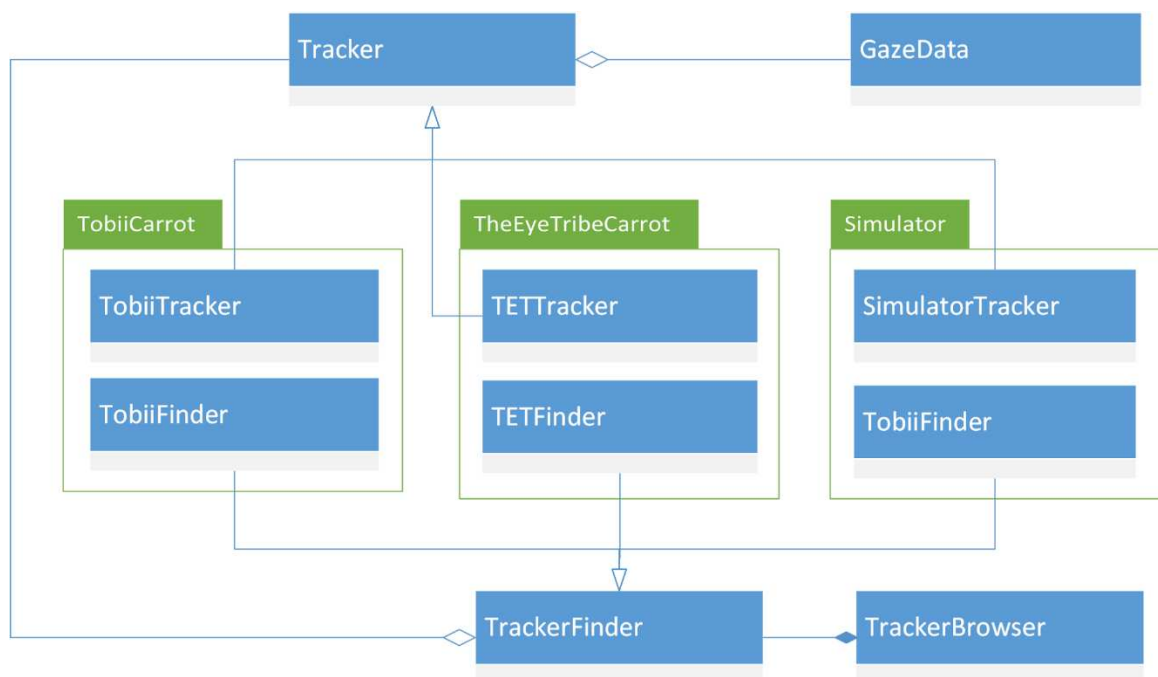 Tracker
GazeData
TobiiCarrot
TheEyeTribeCarrot
Simulator
TobiiTracker
TETTracker
SimulatorTracker
TobiiFinder
TETFinder
TobiiFinder
TrackerFinder
TrackerBrowser